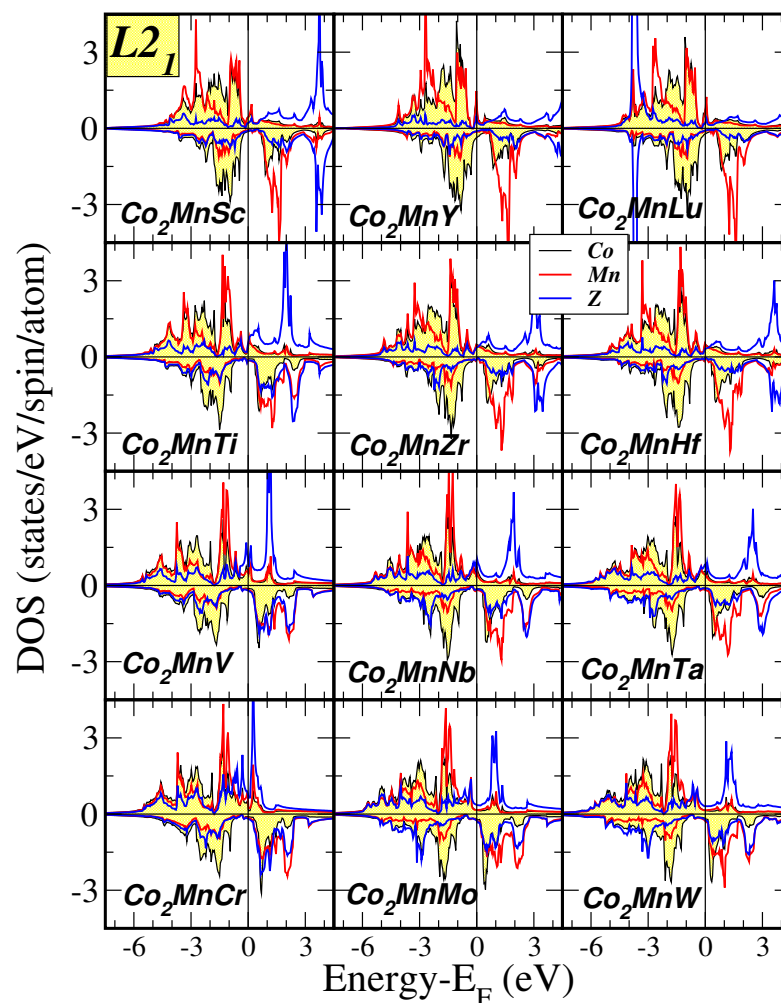 L2₁
3
0
-3
Co₂MnSc
Co₂MnY
Co₂MnLu
Co
Mn
Z
3
0
-3
Co₂MnTi
Co₂MnZr
Co₂MnHf
DOS (states/eV/spin/atom)
3
0
-3
Co₂MnV
Co₂MnNb
Co₂MnTa
3
0
-3
Co₂MnCr
Co₂MnMo
Co₂MnW
-6 -3 0 3 -6 -3 0 3 -6 -3 0 3
Energy-E_F (eV)